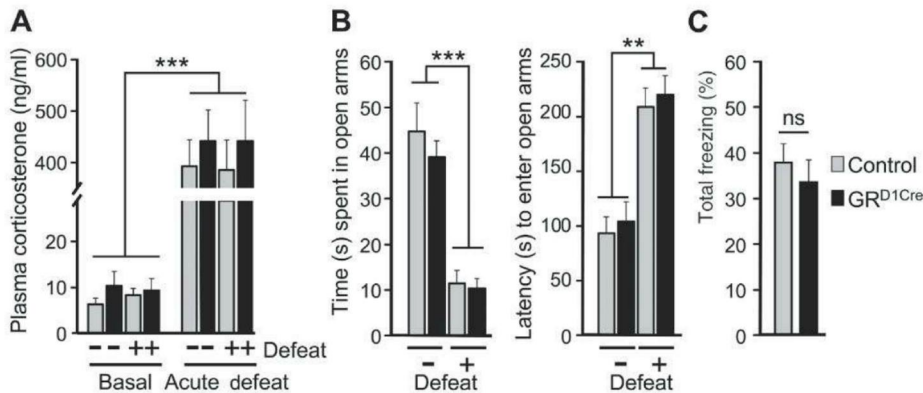 A
Plasma corticosterone (ng/ml)
600
500
400
20
10
0
***
- - ++ - - ++ Defeat
Basal Acute defeat
B
Time (s) spent in open arms
60
50
40
30
20
10
0
***
- +
Defeat
Latency (s) to enter open arms
250
200
150
100
50
0
**
- +
Defeat
C
Total freezing (%)
60
50
40
30
20
10
0
ns
Control
GR^D1Cre